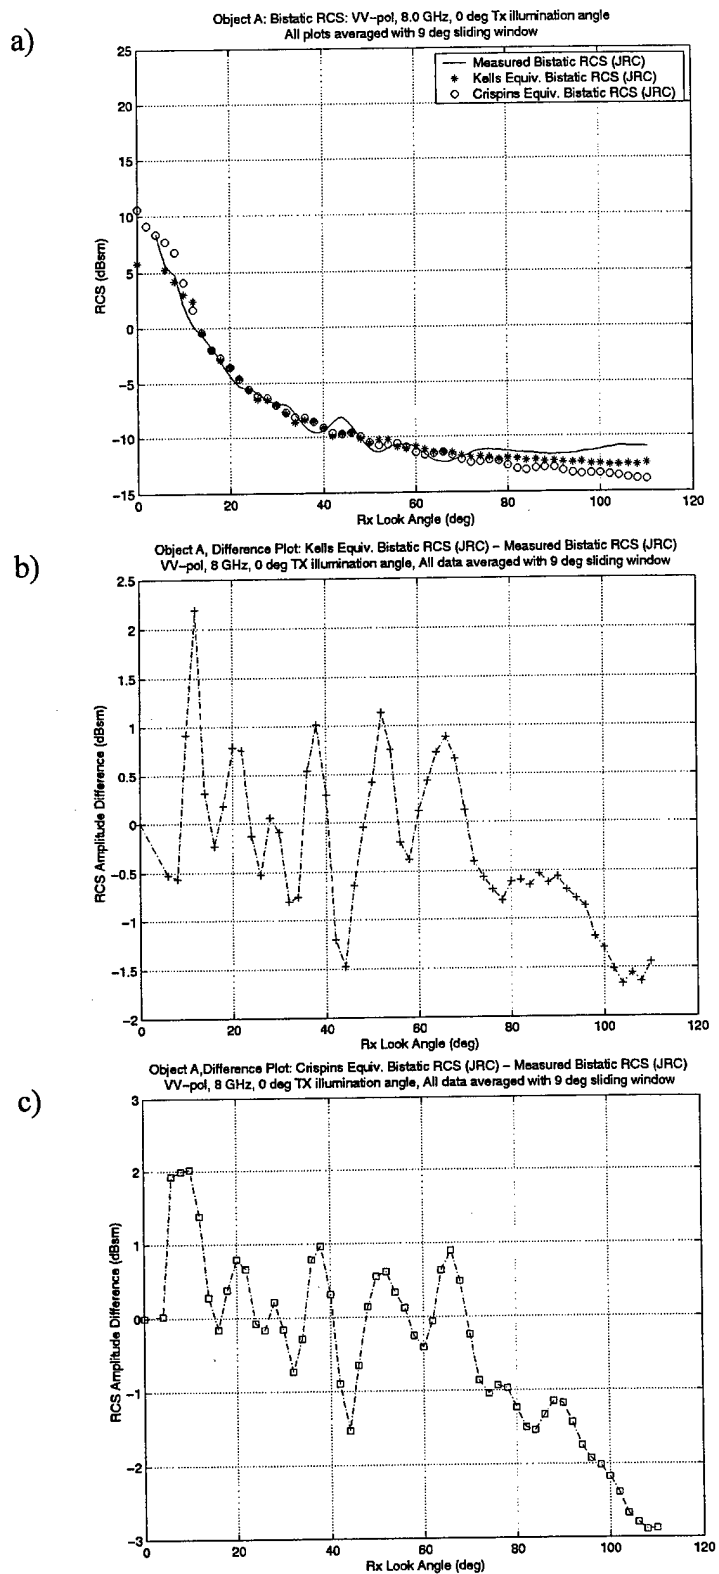 a)
Object A: Bistatic RCS: VV-pol, 8.0 GHz, 0 deg Tx illumination angle
All plots averaged with 9 deg sliding window
Measured Bistatic RCS (JRC)
Kells Equiv. Bistatic RCS (JRC)
Crispins Equiv. Bistatic RCS (JRC)
RCS (dBsm)
25
20
15
10
5
0
-5
-10
-15
20
40
60
80
100
120
Rx Look Angle (deg)
b)
Object A, Difference Plot: Kells Equiv. Bistatic RCS (JRC) - Measured Bistatic RCS (JRC)
VV-pol, 8 GHz, 0 deg TX illumination angle, All data averaged with 9 deg sliding window
RCS Amplitude Difference (dBsm)
2.5
2
1.5
1
0.5
0
-0.5
-1
-1.5
-2
0
20
40
60
80
100
120
Rx Look Angle (deg)
c)
Object A,Difference Plot: Crispins Equiv. Bistatic RCS (JRC) - Measured Bistatic RCS (JRC)
VV-pol, 8 GHz, 0 deg TX illumination angle, All data averaged with 9 deg sliding window
RCS Amplitude Difference (dBsm)
3
2
1
0
-1
-2
-3
0
20
40
60
80
100
120
Rx Look Angle (deg)